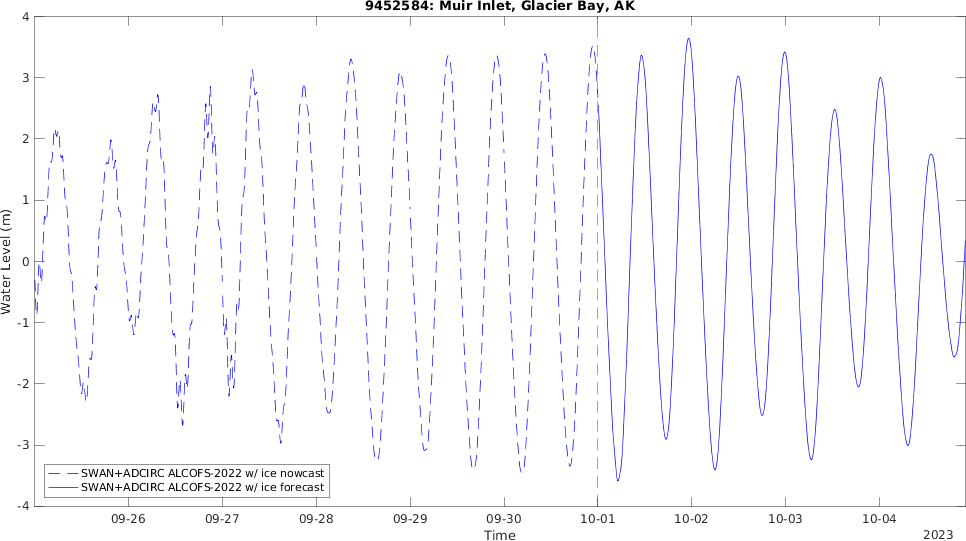 9452584: Muir Inlet, Glacier Bay, AK
4
3
2
1
0
-1
-2
-3
-4
Water Level (m)
SWAN+ADCIRC ALCOFS-2022 w/ ice nowcast
SWAN+ADCIRC ALCOFS-2022 w/ ice forecast
09-26 09-27 09-28 09-29 09-30 10-01 10-02 10-03 10-04
Time
2023